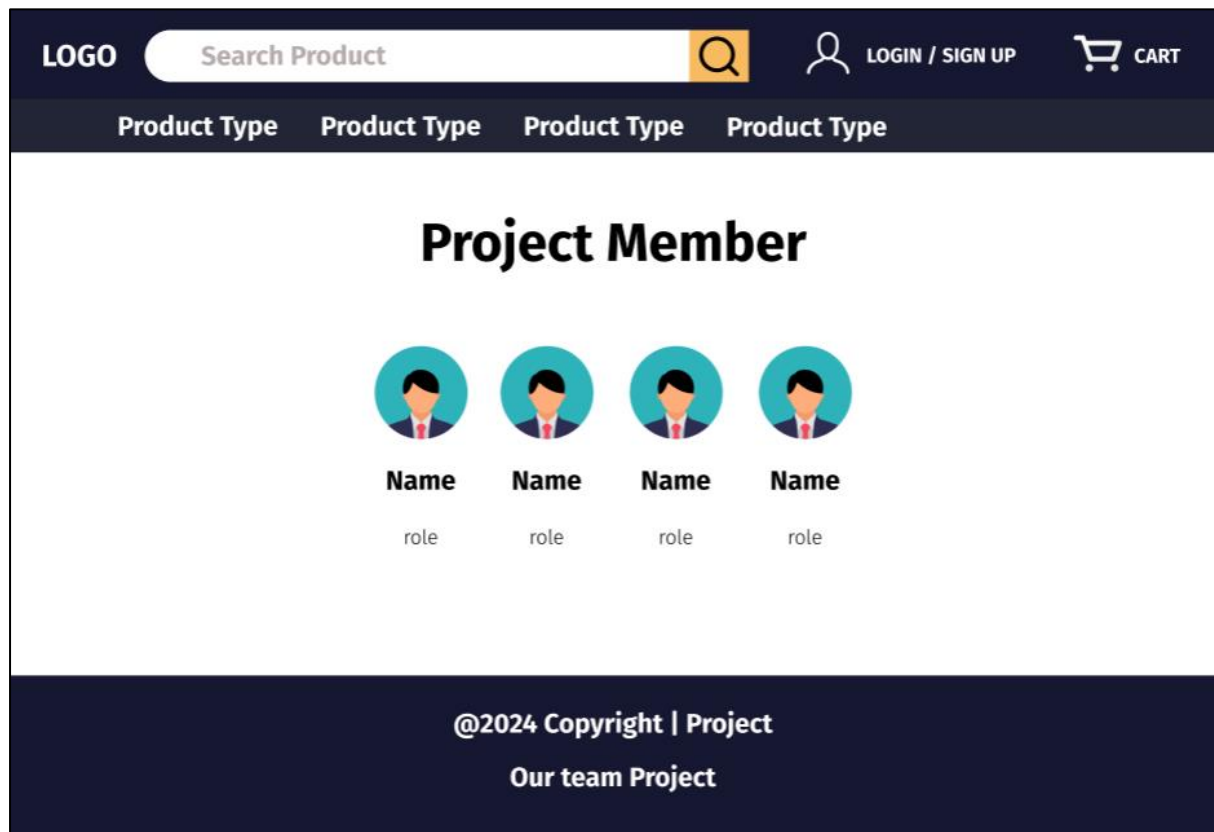 LOGO Search Product LOGIN / SIGN UP CART
Product Type Product Type Product Type Product Type
Project Member
Name Name Name Name
role role role role
@2024 Copyright | Project
Our team Project